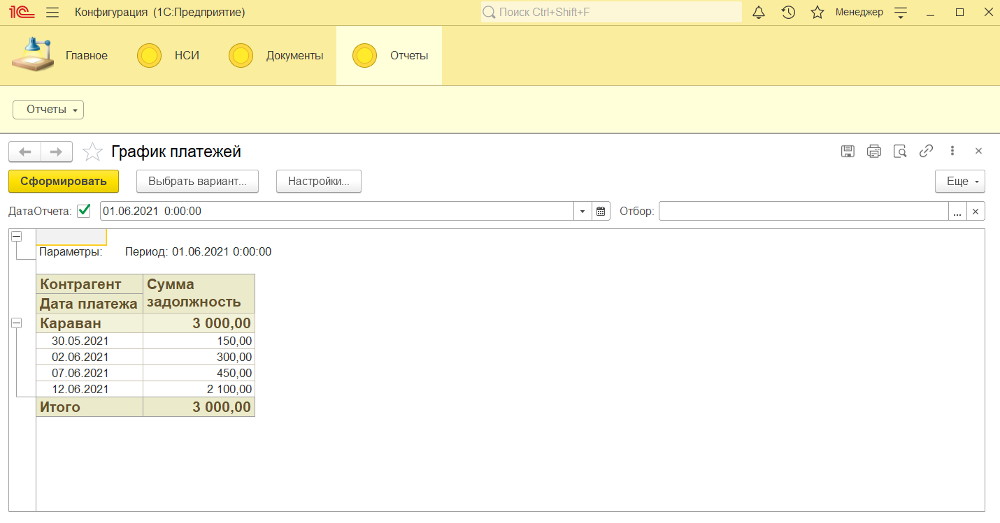 1С Конфигурация (1С:Предприятие) Поиск Ctrl+Shift+F Менеджер
Главное НСИ Документы Отчеты
Отчеты
График платежей
Сформировать Выбрать вариант... Настройки... Еще
ДатаОтчета: 01.06.2021 0:00:00 Отбор: ...
Параметры: Период: 01.06.2021 0:00:00
Контрагент Сумма
Дата платежа задолжность
Караван 3 000,00
30.05.2021 150,00
02.06.2021 300,00
07.06.2021 450,00
12.06.2021 2 100,00
Итого 3 000,00